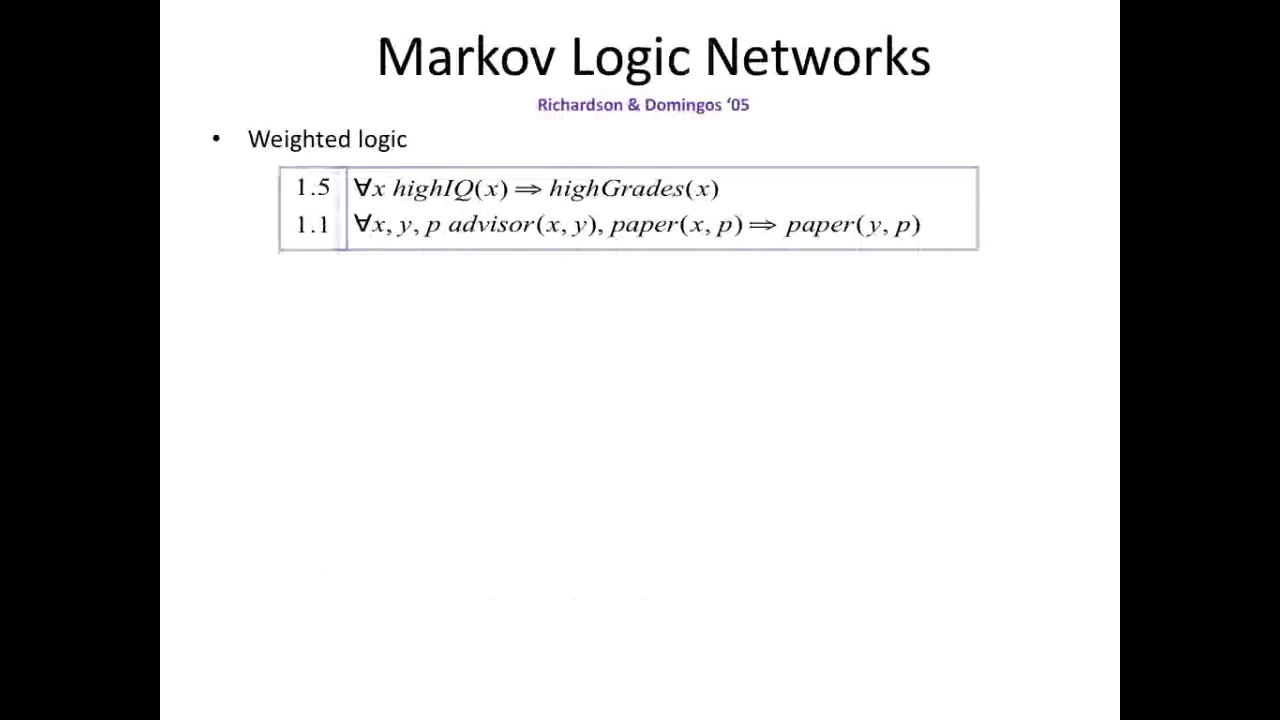 Markov Logic Networks
Richardson & Domingos ‘05
• Weighted logic
1.5 ∀x highIQ(x) ⇒ highGrades(x)
1.1 ∀x, y, p advisor(x, y), paper(x, p) ⇒ paper(y, p)